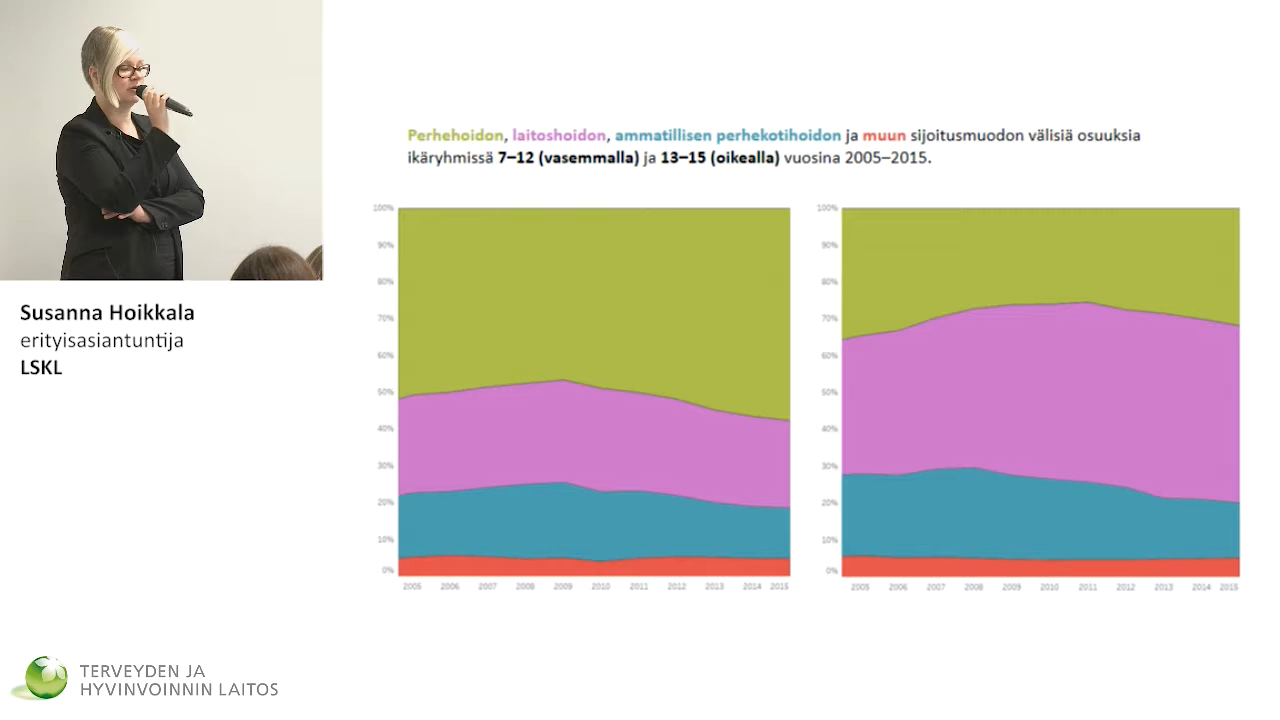 Perhehoidon, laitoshoidon, ammatillisen perhekotihoidon ja muun sijoitusmuodon välisiä osuuksia
ikäryhmissä 7–12 (vasemmalla) ja 13–15 (oikealla) vuosina 2005–2015.
100%
90%
80%
70%
60%
50%
40%
30%
20%
10%
0%
2005 2006 2007 2008 2009 2010 2011 2012 2013 2014 2015
100%
90%
80%
70%
60%
50%
40%
30%
20%
10%
0%
2005 2006 2007 2008 2009 2010 2011 2012 2013 2014 2015
Susanna Hoikkala
erityisasiantuntija
LSKL
TERVEYDEN JA
HYVINVOINNIN LAITOS